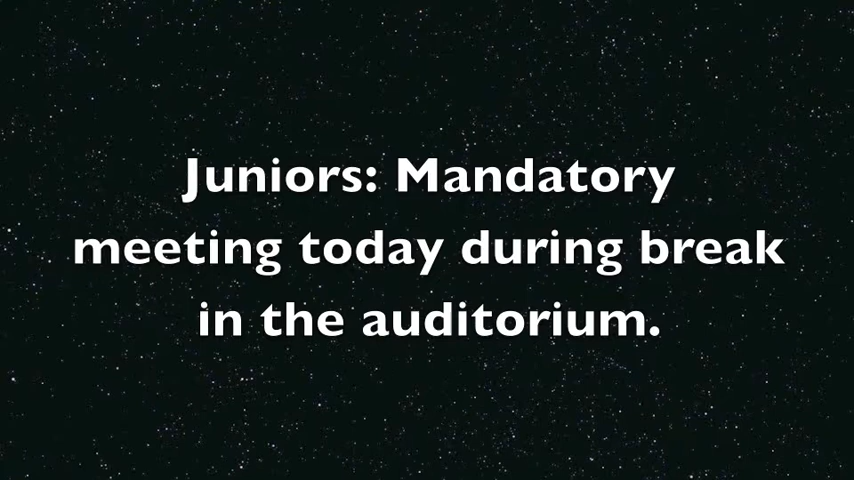 Juniors: Mandatory
meeting today during break
in the auditorium.